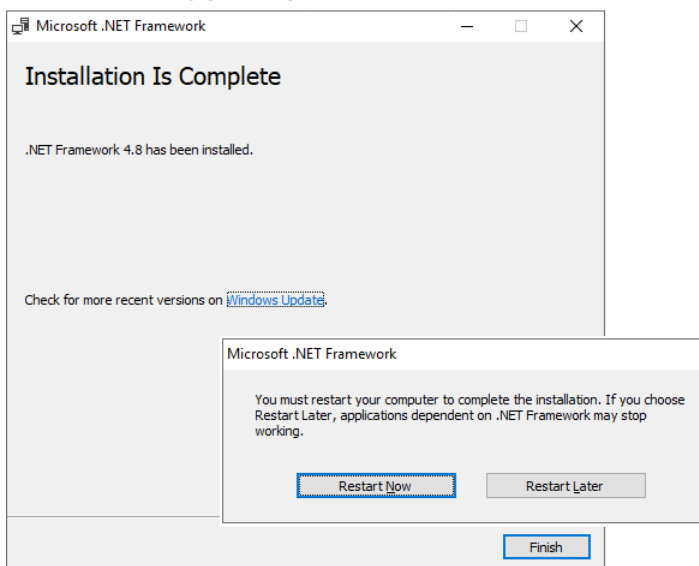 Microsoft .NET Framework
Installation Is Complete
.NET Framework 4.8 has been installed.
Check for more recent versions on Windows Update.
Microsoft .NET Framework
You must restart your computer to complete the installation. If you choose
Restart Later, applications dependent on .NET Framework may stop
working.
Restart Now
Restart Later
Finish